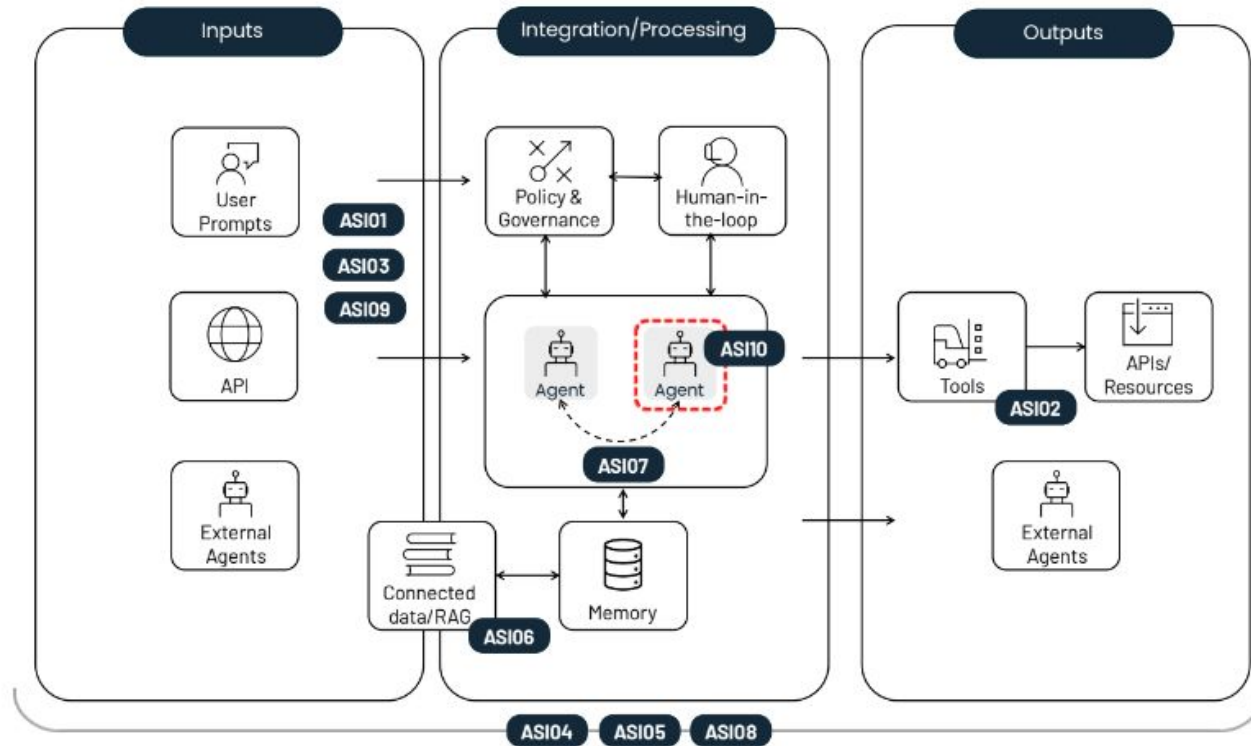 Inputs
Integration/Processing
Outputs
User
Prompts
ASI01
ASI03
ASI09
API
External
Agents
Policy &
Governance
Human-in-
the-loop
Agent
Agent
ASI10
ASI07
Connected
data/RAG
ASI06
Memory
Tools
ASI02
APIs/
Resources
External
Agents
ASI04
ASI05
ASI08